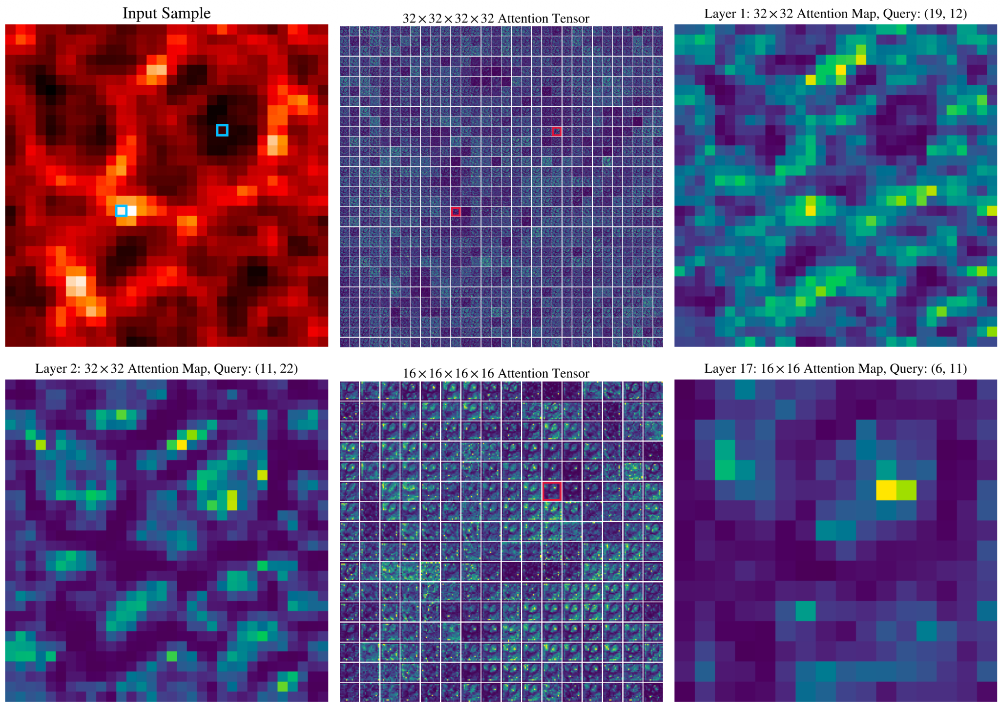 Input Sample
32×32×32×32 Attention Tensor
Layer 1: 32×32 Attention Map, Query: (19, 12)
Layer 2: 32×32 Attention Map, Query: (11, 22)
16×16×16×16 Attention Tensor
Layer 17: 16×16 Attention Map, Query: (6, 11)